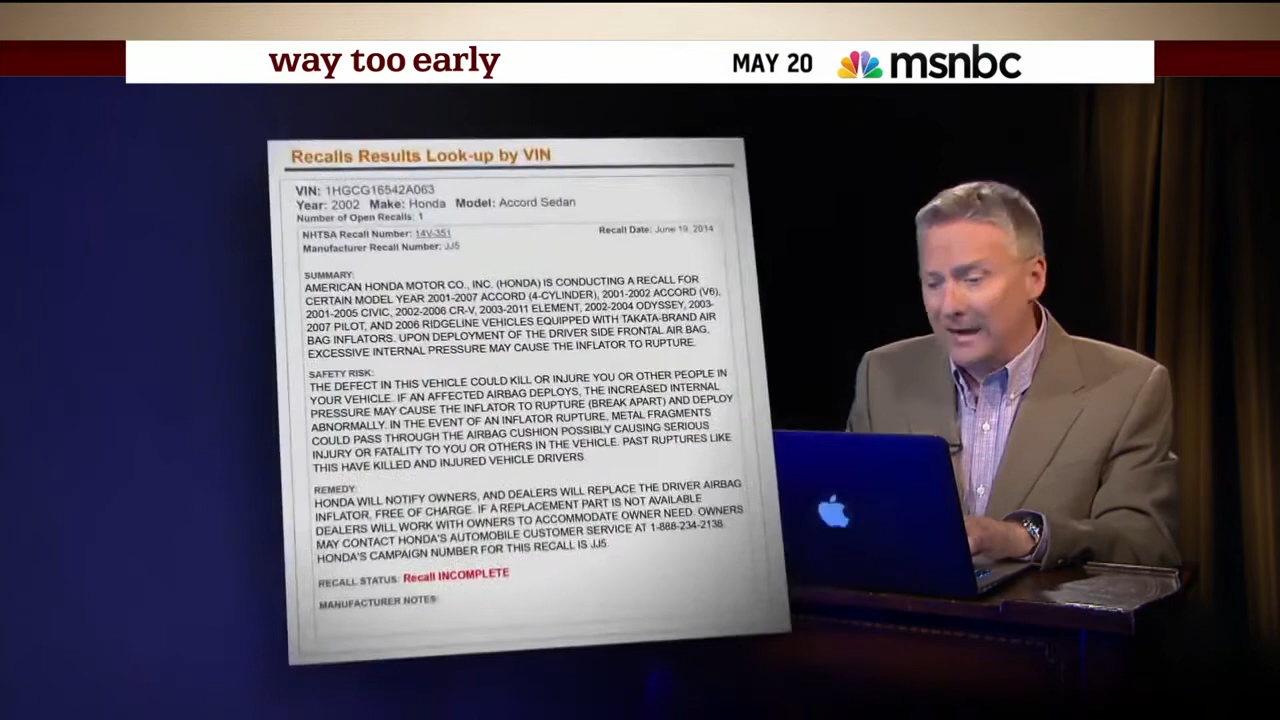 way too early
MAY 20
msnbc
Recalls Results Look-up by VIN
VIN: 1HGCG16542A063
Year: 2002 Make: Honda Model: Accord Sedan
Number of Open Recalls: 1
NHTSA Recall Number: 14V-351
Recall Date: June 19, 2014
Manufacturer Recall Number: JJ5
SUMMARY:
AMERICAN HONDA MOTOR CO., INC. (HONDA) IS CONDUCTING A RECALL FOR
CERTAIN MODEL YEAR 2001-2007 ACCORD (4-CYLINDER), 2001-2002 ACCORD (V6),
2001-2005 CIVIC, 2002-2006 CR-V, 2003-2011 ELEMENT, 2002-2004 ODYSSEY, 2003-
2007 PILOT, AND 2006 RIDGELINE VEHICLES EQUIPPED WITH TAKATA-BRAND AIR
BAG INFLATORS. UPON DEPLOYMENT OF THE DRIVER SIDE FRONTAL AIR BAG,
EXCESSIVE INTERNAL PRESSURE MAY CAUSE THE INFLATOR TO RUPTURE.
SAFETY RISK:
THE DEFECT IN THIS VEHICLE COULD KILL OR INJURE YOU OR OTHER PEOPLE IN
YOUR VEHICLE. IF AN AFFECTED AIRBAG DEPLOYS, THE INCREASED INTERNAL
PRESSURE MAY CAUSE THE INFLATOR TO RUPTURE (BREAK APART) AND DEPLOY
ABNORMALLY. IN THE EVENT OF AN INFLATOR RUPTURE, METAL FRAGMENTS
COULD PASS THROUGH THE AIRBAG CUSHION POSSIBLY CAUSING SERIOUS
INJURY OR FATALITY TO YOU OR OTHERS IN THE VEHICLE. PAST RUPTURES LIKE
THIS HAVE KILLED AND INJURED VEHICLE DRIVERS.
REMEDY:
HONDA WILL NOTIFY OWNERS, AND DEALERS WILL REPLACE THE DRIVER AIRBAG
INFLATOR, FREE OF CHARGE. IF A REPLACEMENT PART IS NOT AVAILABLE
DEALERS WILL WORK WITH OWNERS TO ACCOMMODATE OWNER NEED. OWNERS
MAY CONTACT HONDA'S AUTOMOBILE CUSTOMER SERVICE AT 1-888-234-2138.
HONDA'S CAMPAIGN NUMBER FOR THIS RECALL IS JJ5.
RECALL STATUS: Recall INCOMPLETE
MANUFACTURER NOTES: